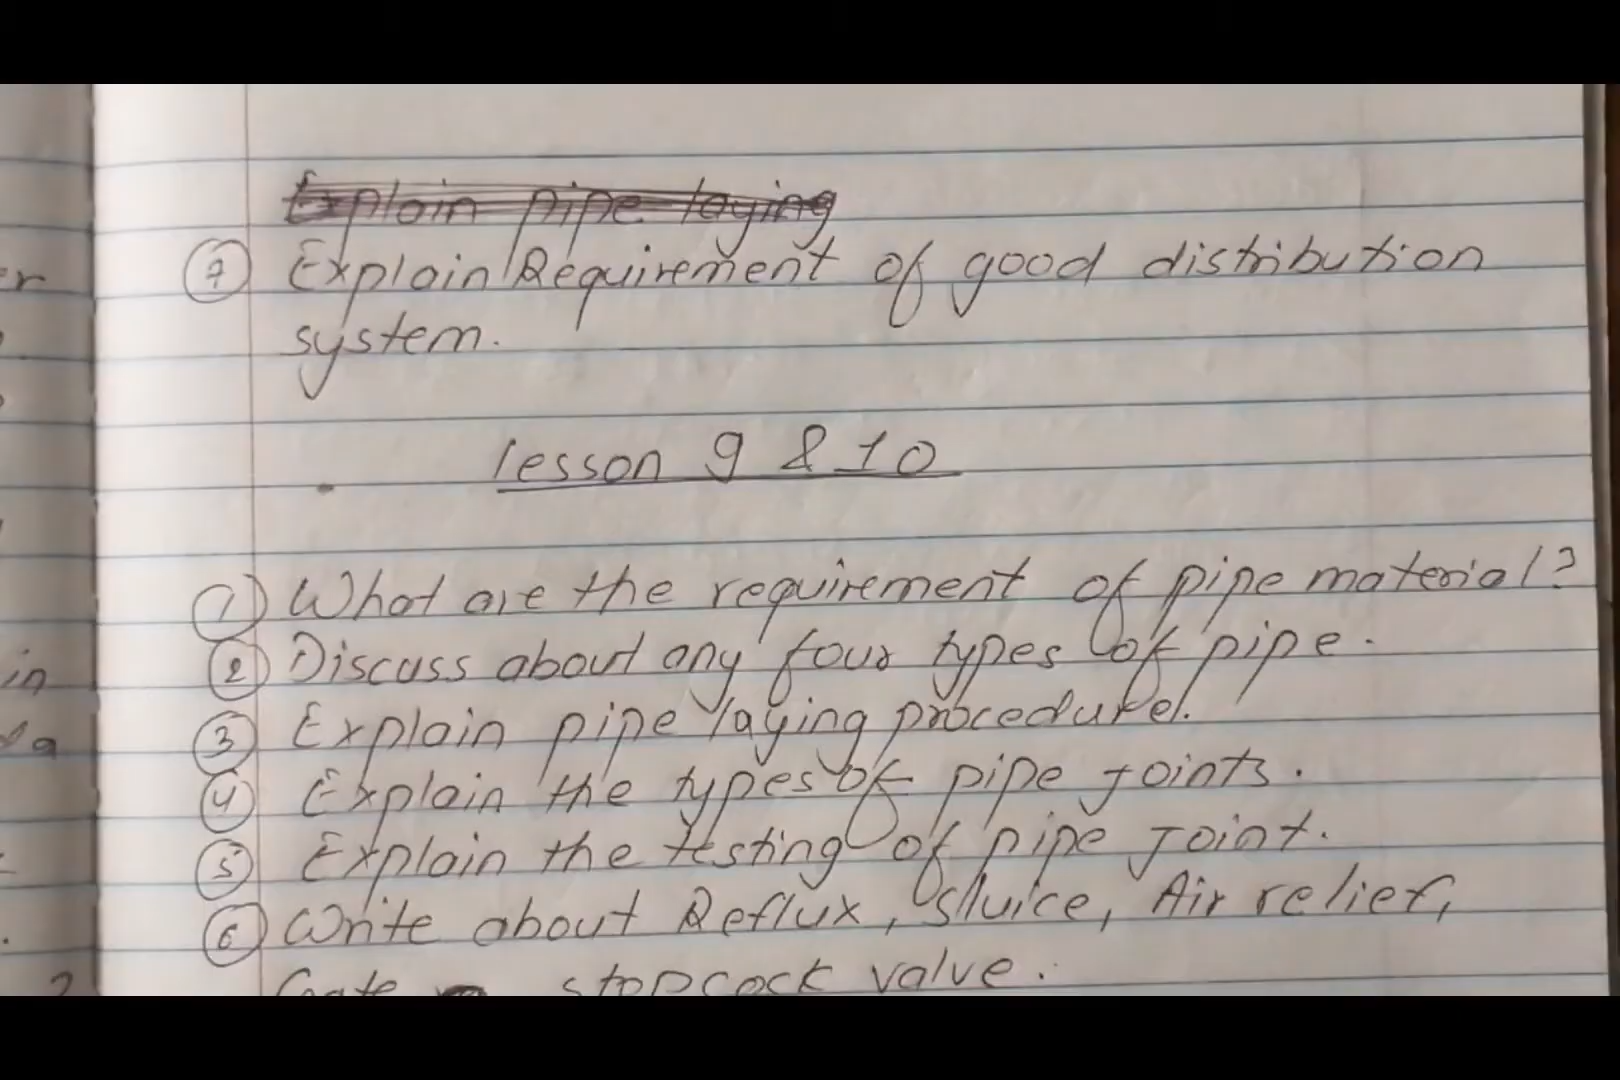 Explain pipe laying
7 Explain Requirement of good distribution
system.
lesson 9 & 10
1 What are the requirement of pipe material?
2 Discuss about any four types of pipe.
3 Explain pipe laying procedure.
4 Explain the types of pipe Joints.
5 Explain the testing of pipe Joint.
6 Write about Reflux, Sluice, Air relief,
Gate stopcock valve.
er
in